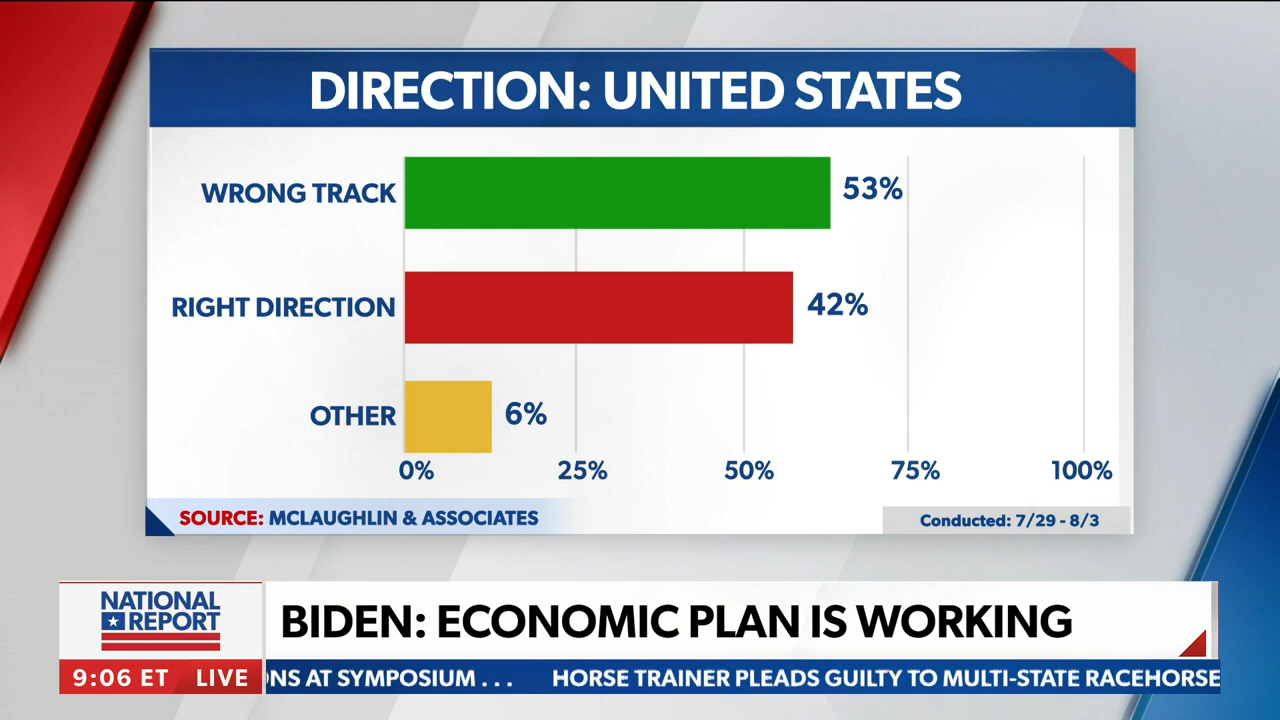 DIRECTION: UNITED STATES
WRONG TRACK
53%
RIGHT DIRECTION
42%
OTHER
6%
0%
25%
50%
75%
100%
SOURCE: MCLAUGHLIN & ASSOCIATES
Conducted: 7/29 - 8/3
NATIONAL
REPORT
BIDEN: ECONOMIC PLAN IS WORKING
9:06 ET LIVE
ONS AT SYMPOSIUM . . . HORSE TRAINER PLEADS GUILTY TO MULTI-STATE RACEHORSE